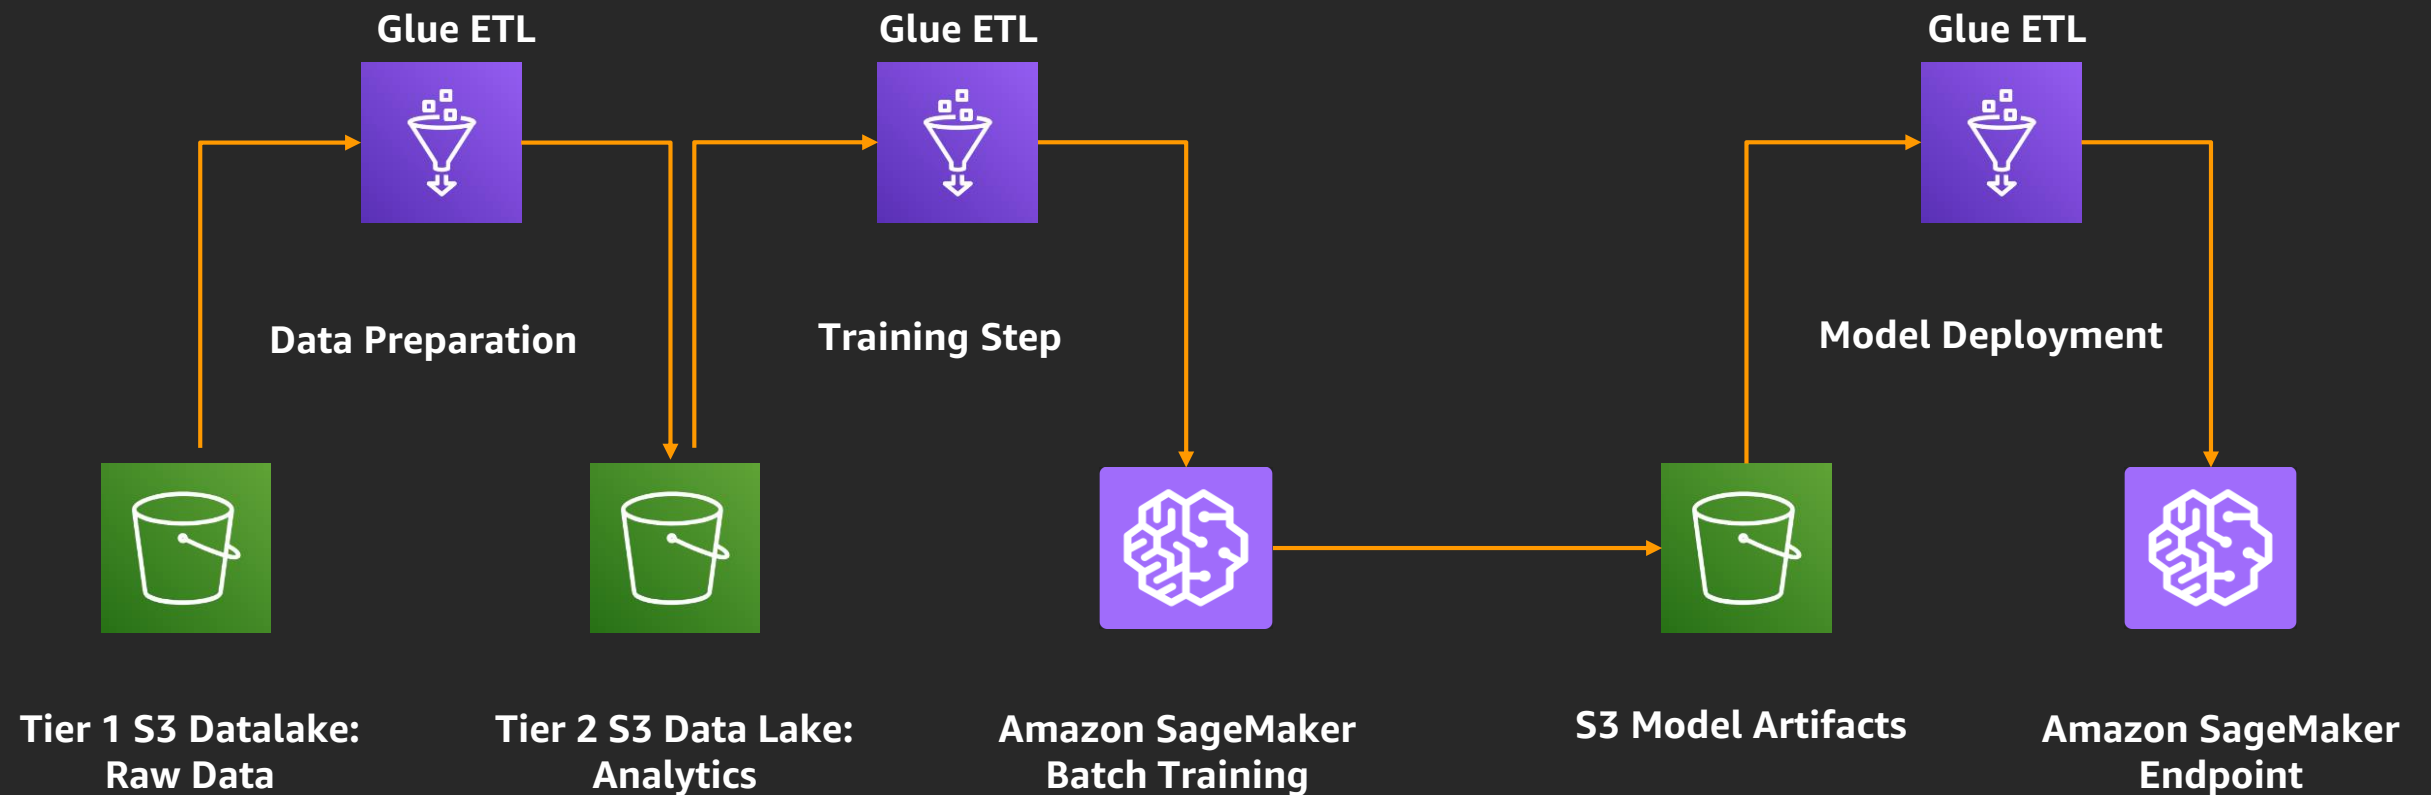 Glue ETL
Glue ETL
Glue ETL
Data Preparation
Training Step
Model Deployment
Tier 1 S3 Datalake:
Raw Data
Tier 2 S3 Data Lake:
Analytics
Amazon SageMaker
Batch Training
S3 Model Artifacts
Amazon SageMaker
Endpoint